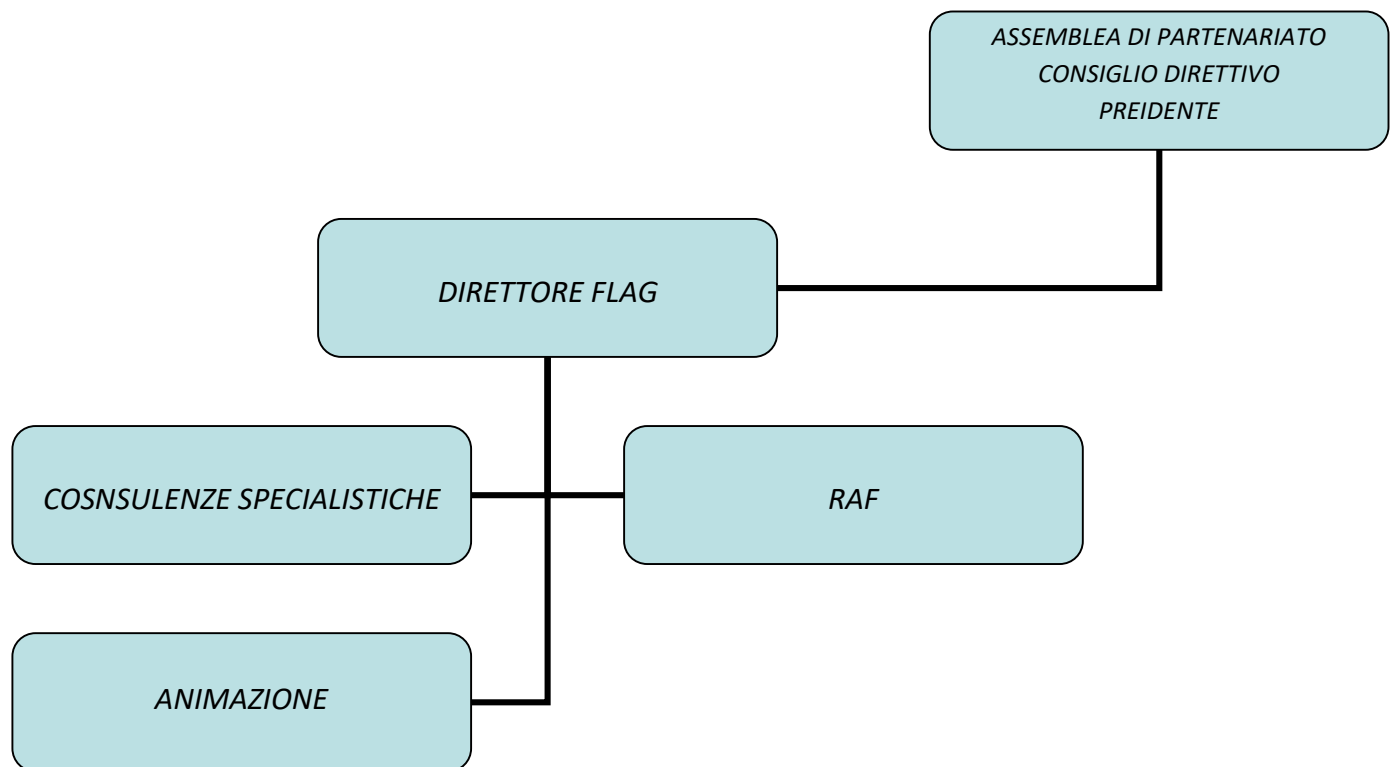 ASSEMBLEA DI PARTENARIATO
CONSIGLIO DIRETTIVO
PREIDENTE
DIRETTORE FLAG
COSNSULENZE SPECIALISTICHE
RAF
ANIMAZIONE